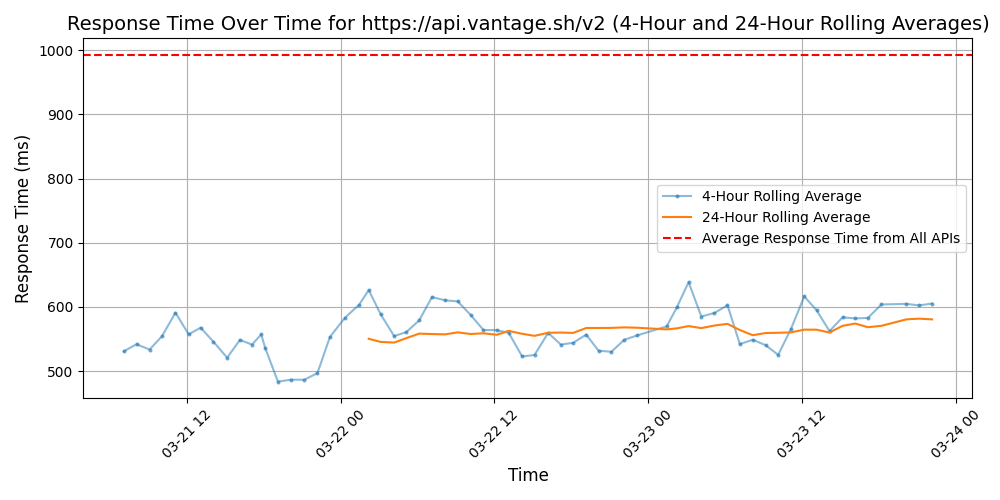 Response Time Over Time for https://api.vantage.sh/v2 (4-Hour and 24-Hour Rolling Averages)
Response Time (ms)
1000
900
800
700
600
500
4-Hour Rolling Average
24-Hour Rolling Average
Average Response Time from All APIs
03-21 12
03-22 00
03-22 12
03-23 00
03-23 12
03-24 00
Time